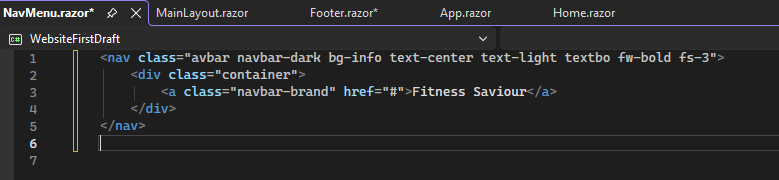 NavMenu.razor* MainLayout.razor Footer.razor* App.razor Home.razor
C# WebsiteFirstDraft
1 <nav class="avbar navbar-dark bg-info text-center text-light textbo fw-bold fs-3">
2 <div class="container">
3 <a class="navbar-brand" href="#">Fitness Saviour</a>
4 </div>
5 </nav>
6
7